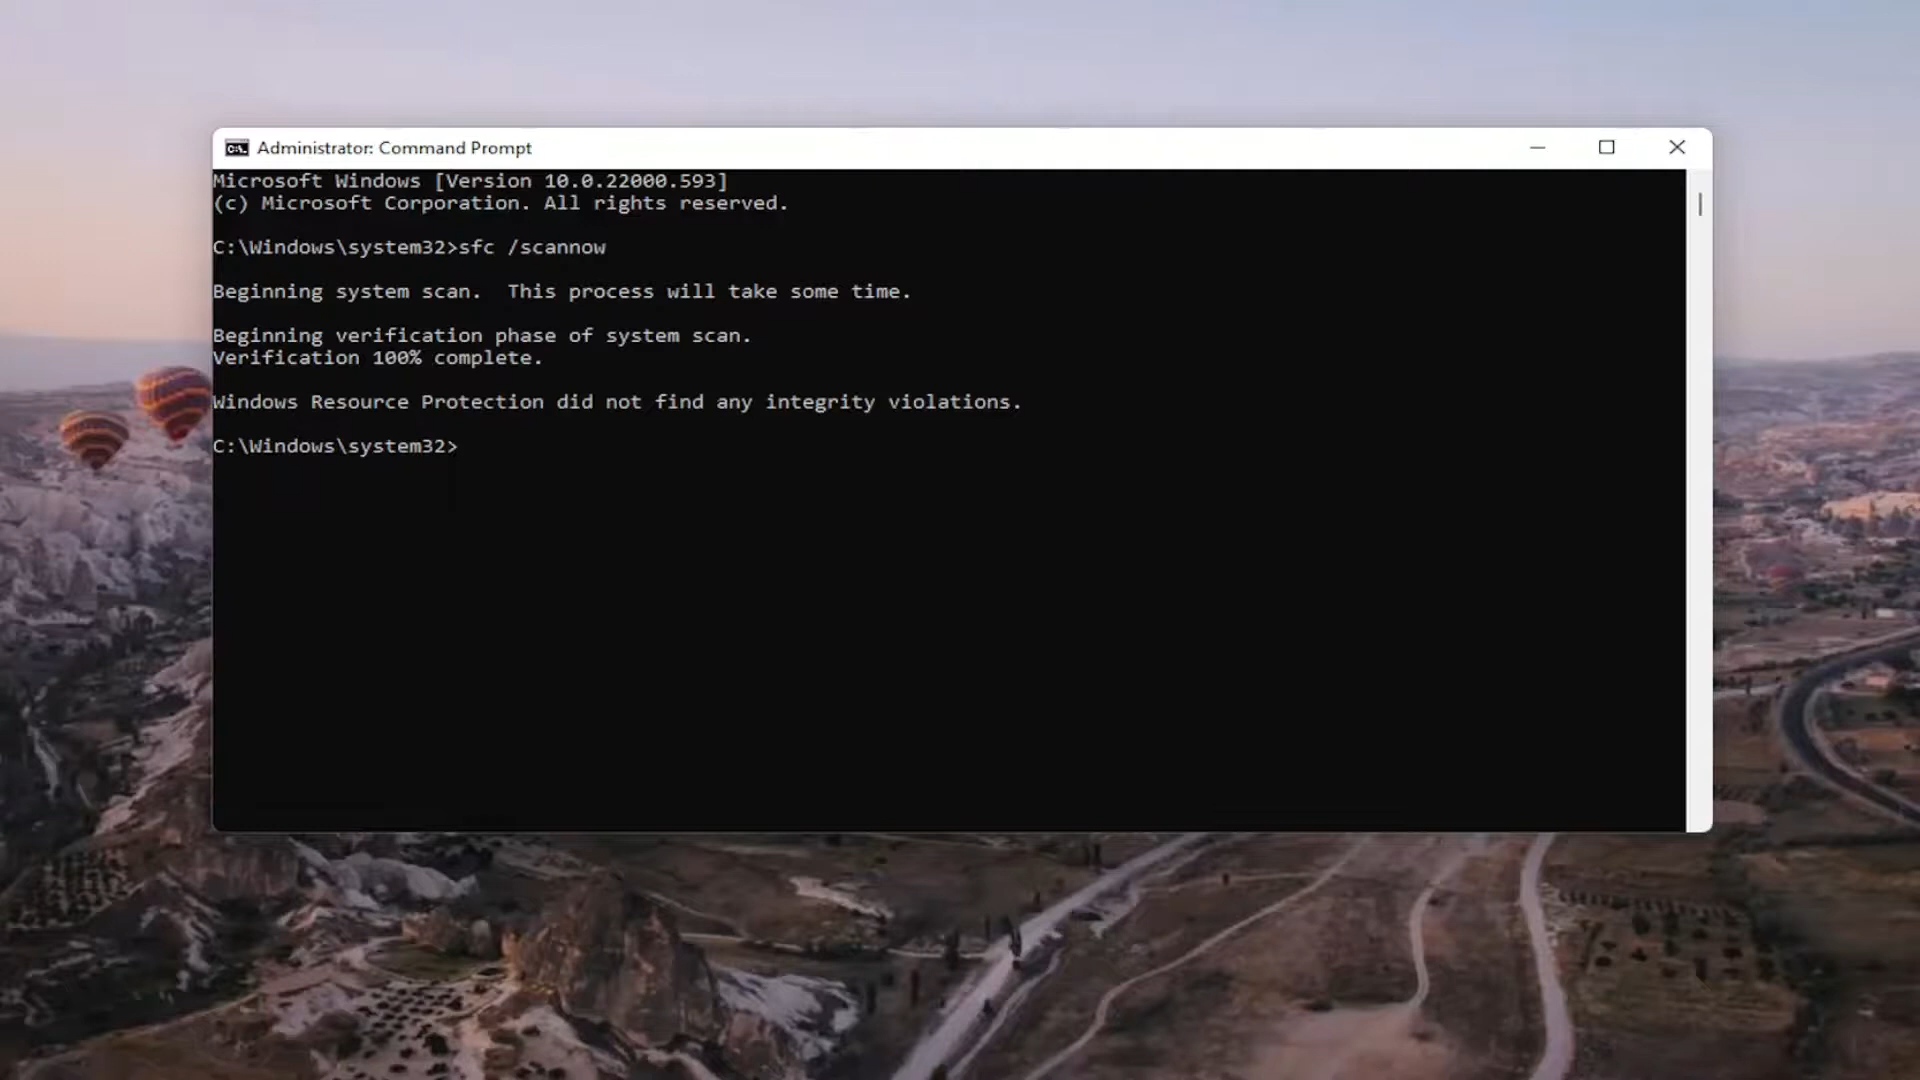 Administrator: Command Prompt
Microsoft Windows [Version 10.0.22000.593]
(c) Microsoft Corporation. All rights reserved.
C:\Windows\system32>sfc /scannow
Beginning system scan.  This process will take some time.
Beginning verification phase of system scan.
Verification 100% complete.
Windows Resource Protection did not find any integrity violations.
C:\Windows\system32>